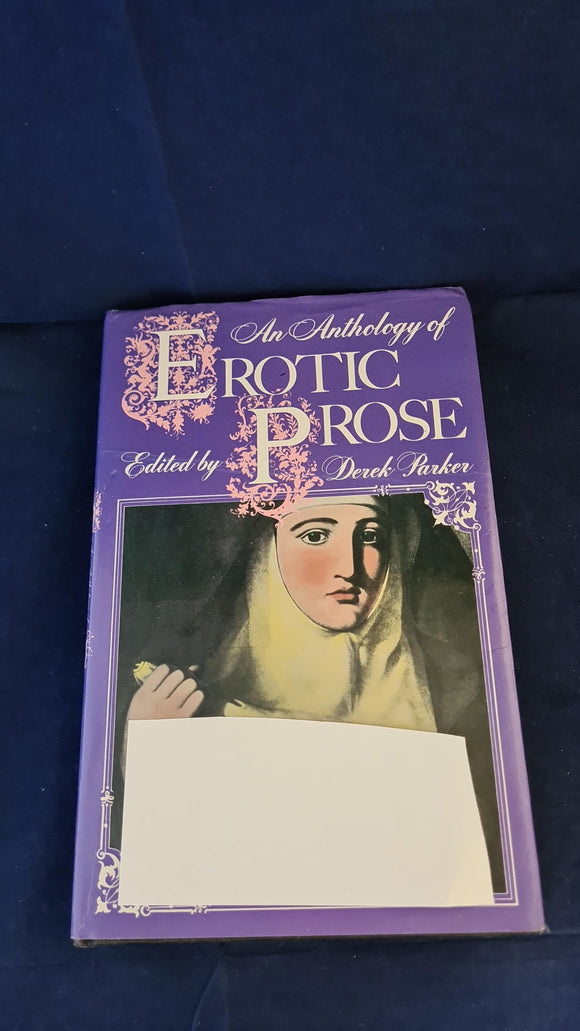 An Anthology of
EROTIC
PROSE
Edited by Derek Parker